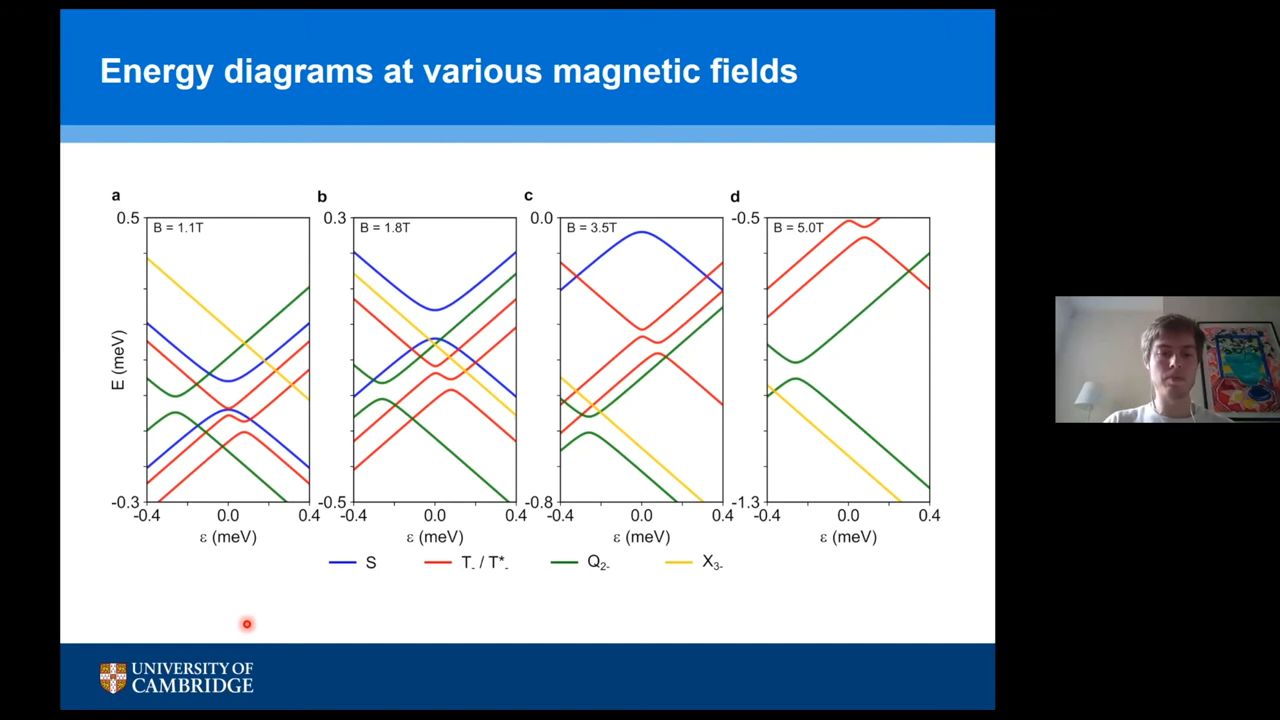 Energy diagrams at various magnetic fields
a
b
c
d
0.5
B = 1.1T
0.3
B = 1.8T
0.0
B = 3.5T
-0.5
B = 5.0T
E (meV)
-0.3
-0.5
-0.8
-1.3
-0.4 0.0 0.4
-0.4 0.0 0.4
-0.4 0.0 0.4
-0.4 0.0 0.4
ε (meV)
ε (meV)
ε (meV)
ε (meV)
S
T- / T*-
Q2-
X3-
UNIVERSITY OF
CAMBRIDGE